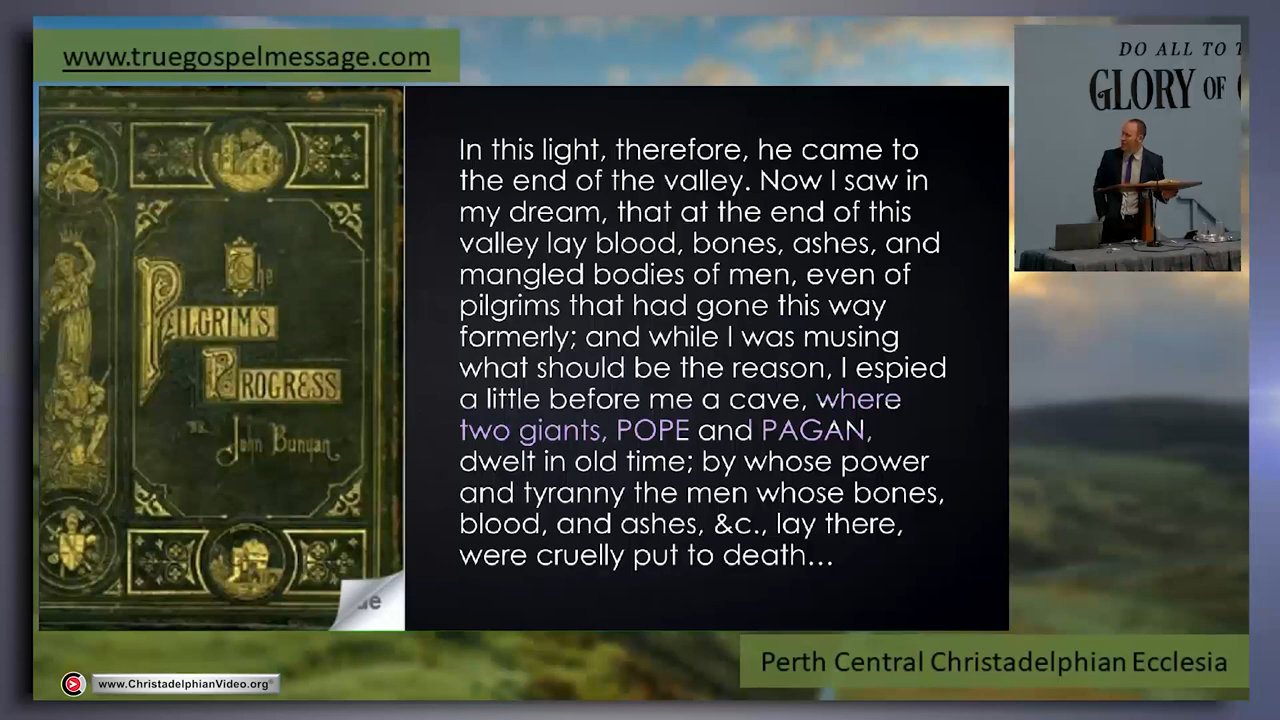 www.truegospelmessage.com
DO ALL TO T
GLORY OF
The
PILGRIM'S
PROGRESS
John Bunyan
In this light, therefore, he came to
the end of the valley. Now I saw in
my dream, that at the end of this
valley lay blood, bones, ashes, and
mangled bodies of men, even of
pilgrims that had gone this way
formerly; and while I was musing
what should be the reason, I espied
a little before me a cave, where
two giants, POPE and PAGAN,
dwelt in old time; by whose power
and tyranny the men whose bones,
blood, and ashes, &c., lay there,
were cruelly put to death...
Perth Central Christadelphian Ecclesia
www.ChristadelphianVideo.org